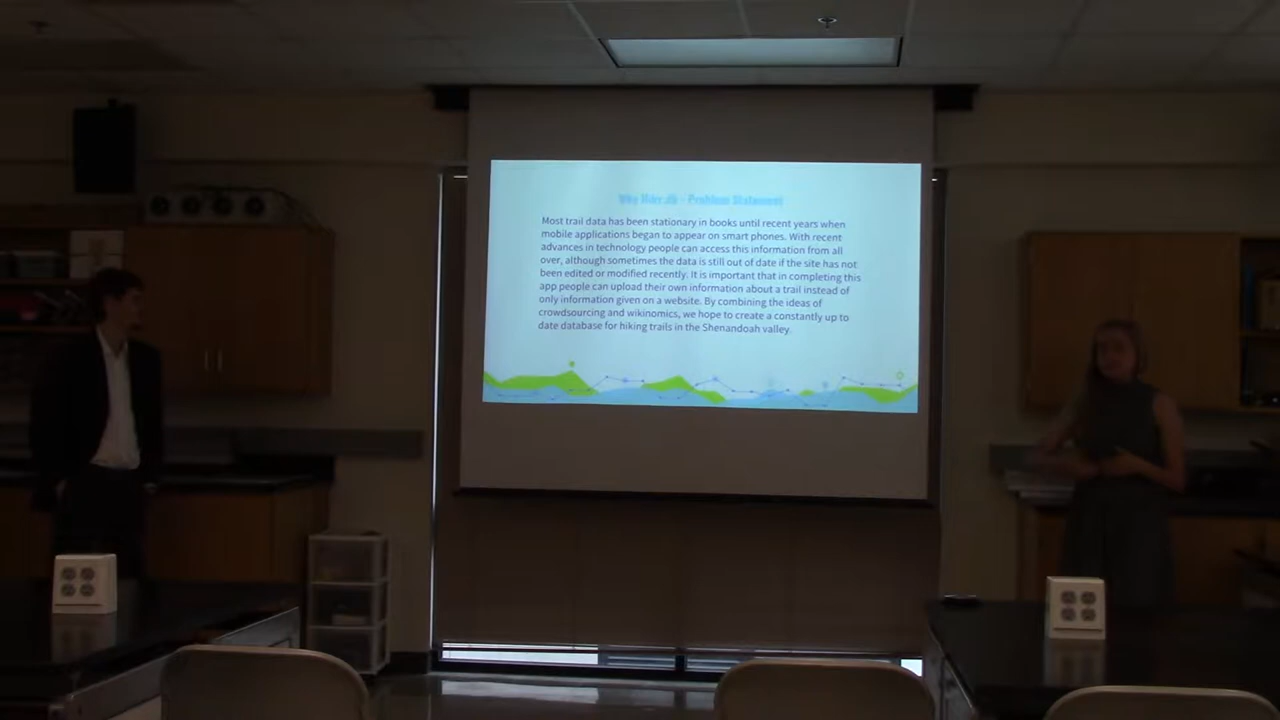 Why - Problem Statement
Most trail data has been stationary in books until recent years when
mobile applications began to appear on smart phones. With recent
advances in technology people can access this information from all
over, although sometimes the data is still out of date if the site has not
been edited or modified recently. It is important that in completing this
app people can upload their own information about a trail instead of
only information given on a website. By combining the ideas of
crowdsourcing and wikinomics, we hope to create a constantly up to
date database for hiking trails in the Shenandoah valley.